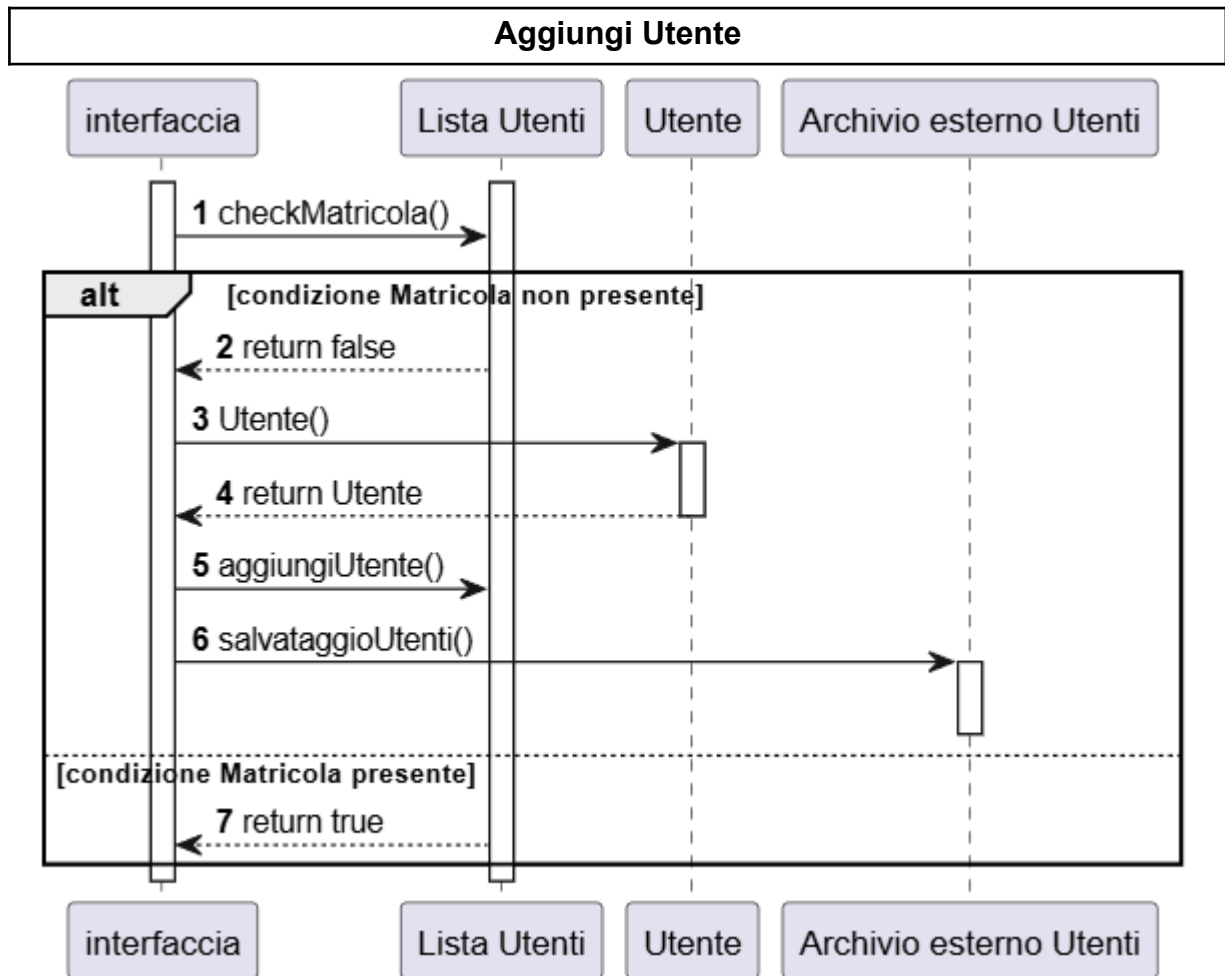 Aggiungi Utente
interfaccia
Lista Utenti
Utente
Archivio esterno Utenti
1 checkMatricola()
alt
[condizione Matricola non presente]
2 return false
3 Utente()
4 return Utente
5 aggiungiUtente()
6 salvataggioUtenti()
[condizione Matricola presente]
7 return true
interfaccia
Lista Utenti
Utente
Archivio esterno Utenti